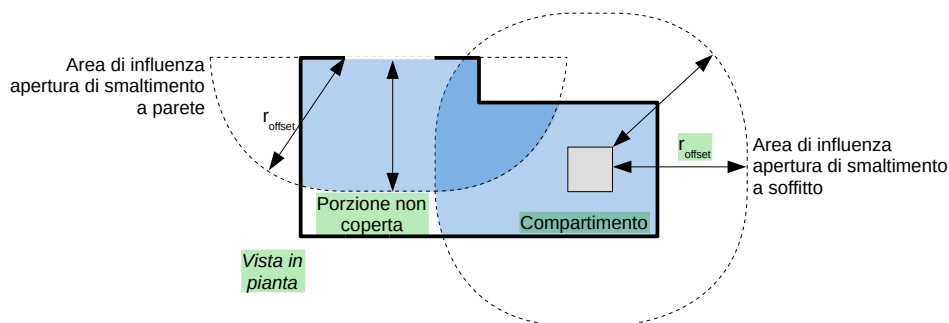 Area di influenza
apertura di smaltimento
a parete
r offset
r offset
Area di influenza
apertura di smaltimento
a soffitto
Porzione non
coperta
Compartimento
Vista in
pianta